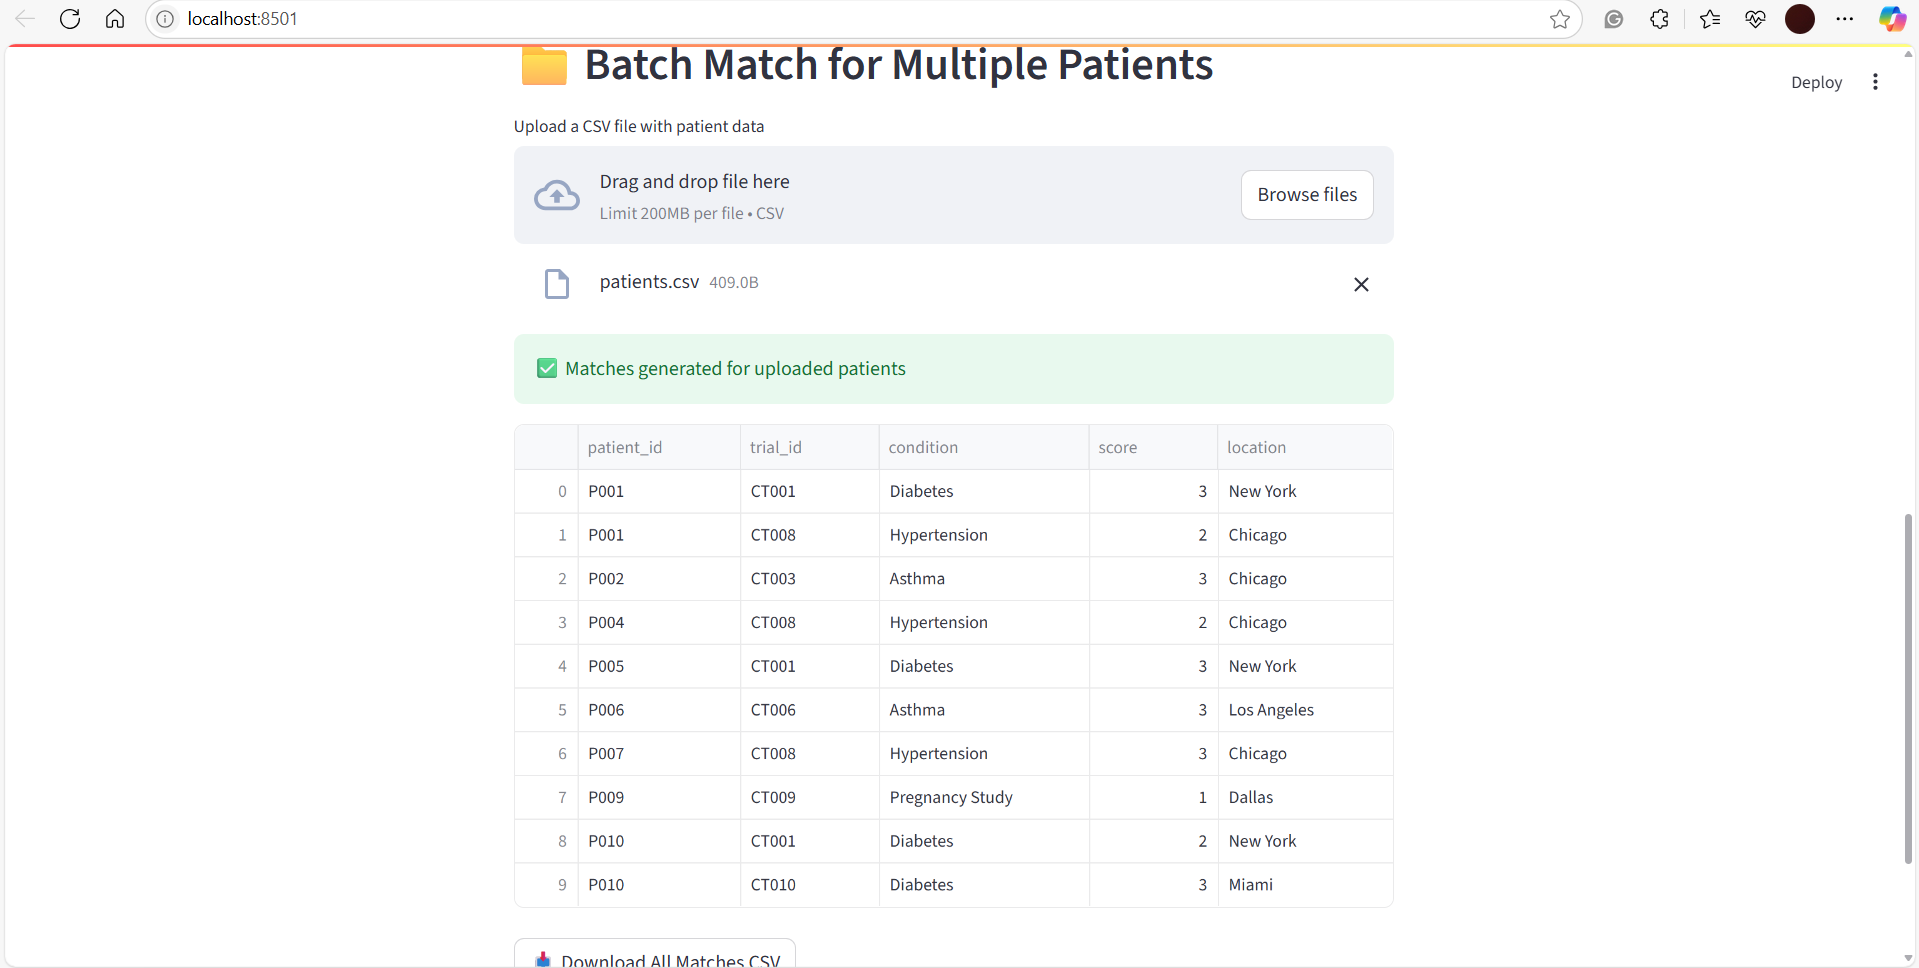 localhost:8501
Batch Match for Multiple Patients
Deploy
Upload a CSV file with patient data
Drag and drop file here
Limit 200MB per file • CSV
Browse files
patients.csv 409.0B
Matches generated for uploaded patients
patient_id trial_id condition score location
0 P001 CT001 Diabetes 3 New York
1 P001 CT008 Hypertension 2 Chicago
2 P002 CT003 Asthma 3 Chicago
3 P004 CT008 Hypertension 2 Chicago
4 P005 CT001 Diabetes 3 New York
5 P006 CT006 Asthma 3 Los Angeles
6 P007 CT008 Hypertension 3 Chicago
7 P009 CT009 Pregnancy Study 1 Dallas
8 P010 CT001 Diabetes 2 New York
9 P010 CT010 Diabetes 3 Miami
Download All Matches CSV